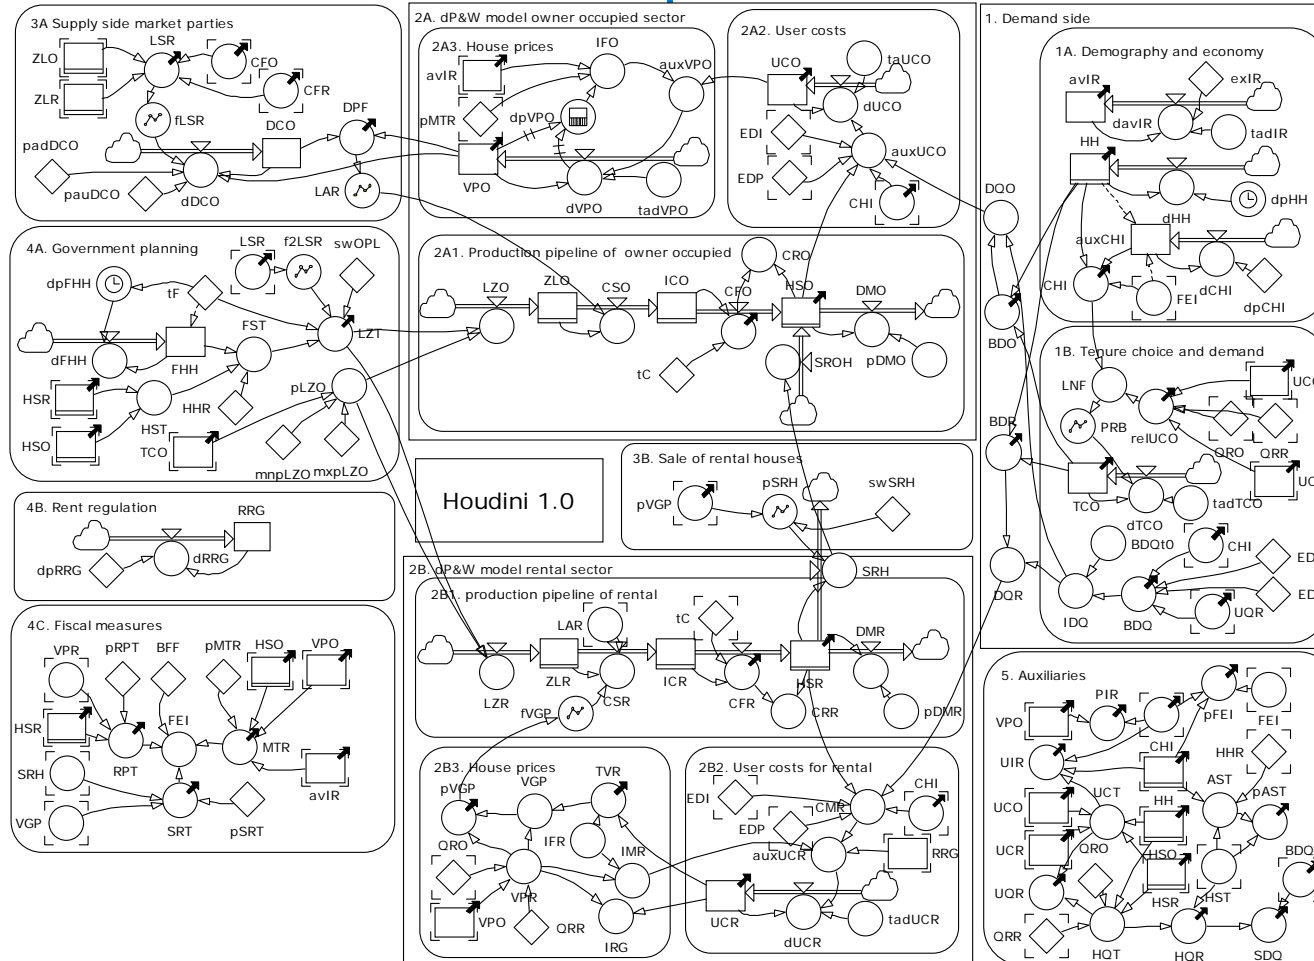 3A Supply side market parties
ZLO
LSR
CFO
ZLR
CFR
fLSR
DPF
DCO
padDCO
pauDCO
dDCO
LAR
2A. dP&W model owner occupied sector
2A3. House prices
IFO
auxVPO
avIR
pMTR
dpVPO
VPO
dVPO
tadVPO
2A2. User costs
UCO
taUCO
dUCO
EDI
auxUCO
EDP
CHI
1. Demand side
1A. Demography and economy
avIR
exIR
davIR
tadIR
HH
DQO
dHH
dpHH
auxCHI
CHI
dCHI
FEI
dpCHI
BDO
4A. Government planning
LSR
f2LSR
swOPL
dpFHH
tF
FST
LZT
dFHH
FHH
pLZO
HSR
HHR
HST
HSO
TCO
mnpLZO
mxpLZO
2A1. Production pipeline of owner occupied
CRO
LZO
ZLO
CSO
ICO
CFO
HSO
DMO
SROH
pDMO
tC
1B. Tenure choice and demand
LNF
UCO
PRB
relUCO
QRO
QRR
BDR
TCO
UC
tadTCO
dTCO
BDQt0
CHI
ED
ED
DQR
IDQ
BDQ
UQR
4B. Rent regulation
RRG
dRRG
dpRRG
Houdini 1.0
3B. Sale of rental houses
pSRH
swSRH
pVGP
SRH
2B. dP&W model rental sector
2B1. production pipeline of rental
LAR
tC
DMR
LZR
ZLR
CSR
ICR
CFR
HSR
CRR
pDMR
fVGP
4C. Fiscal measures
VPR
pRPT
BFF
pMTR
HSO
VPO
HSR
FEI
MTR
SRH
RPT
avIR
VGP
SRT
pSRT
2B3. House prices
pVGP
VGP
TVR
QRO
IFR
IMR
VPR
VPO
QRR
IRG
2B2. User costs for rental
EDI
CMR
CHI
EDP
auxUCR
RRG
UCR
dUCR
tadUCR
5. Auxiliaries
VPO
PIR
pFEI
FEI
UIR
CHI
HHR
UCT
AST
pAST
UCO
HH
UCR
QRO
HSO
BDQ
UQR
HSR
HST
QRR
HQT
HQR
SDQ